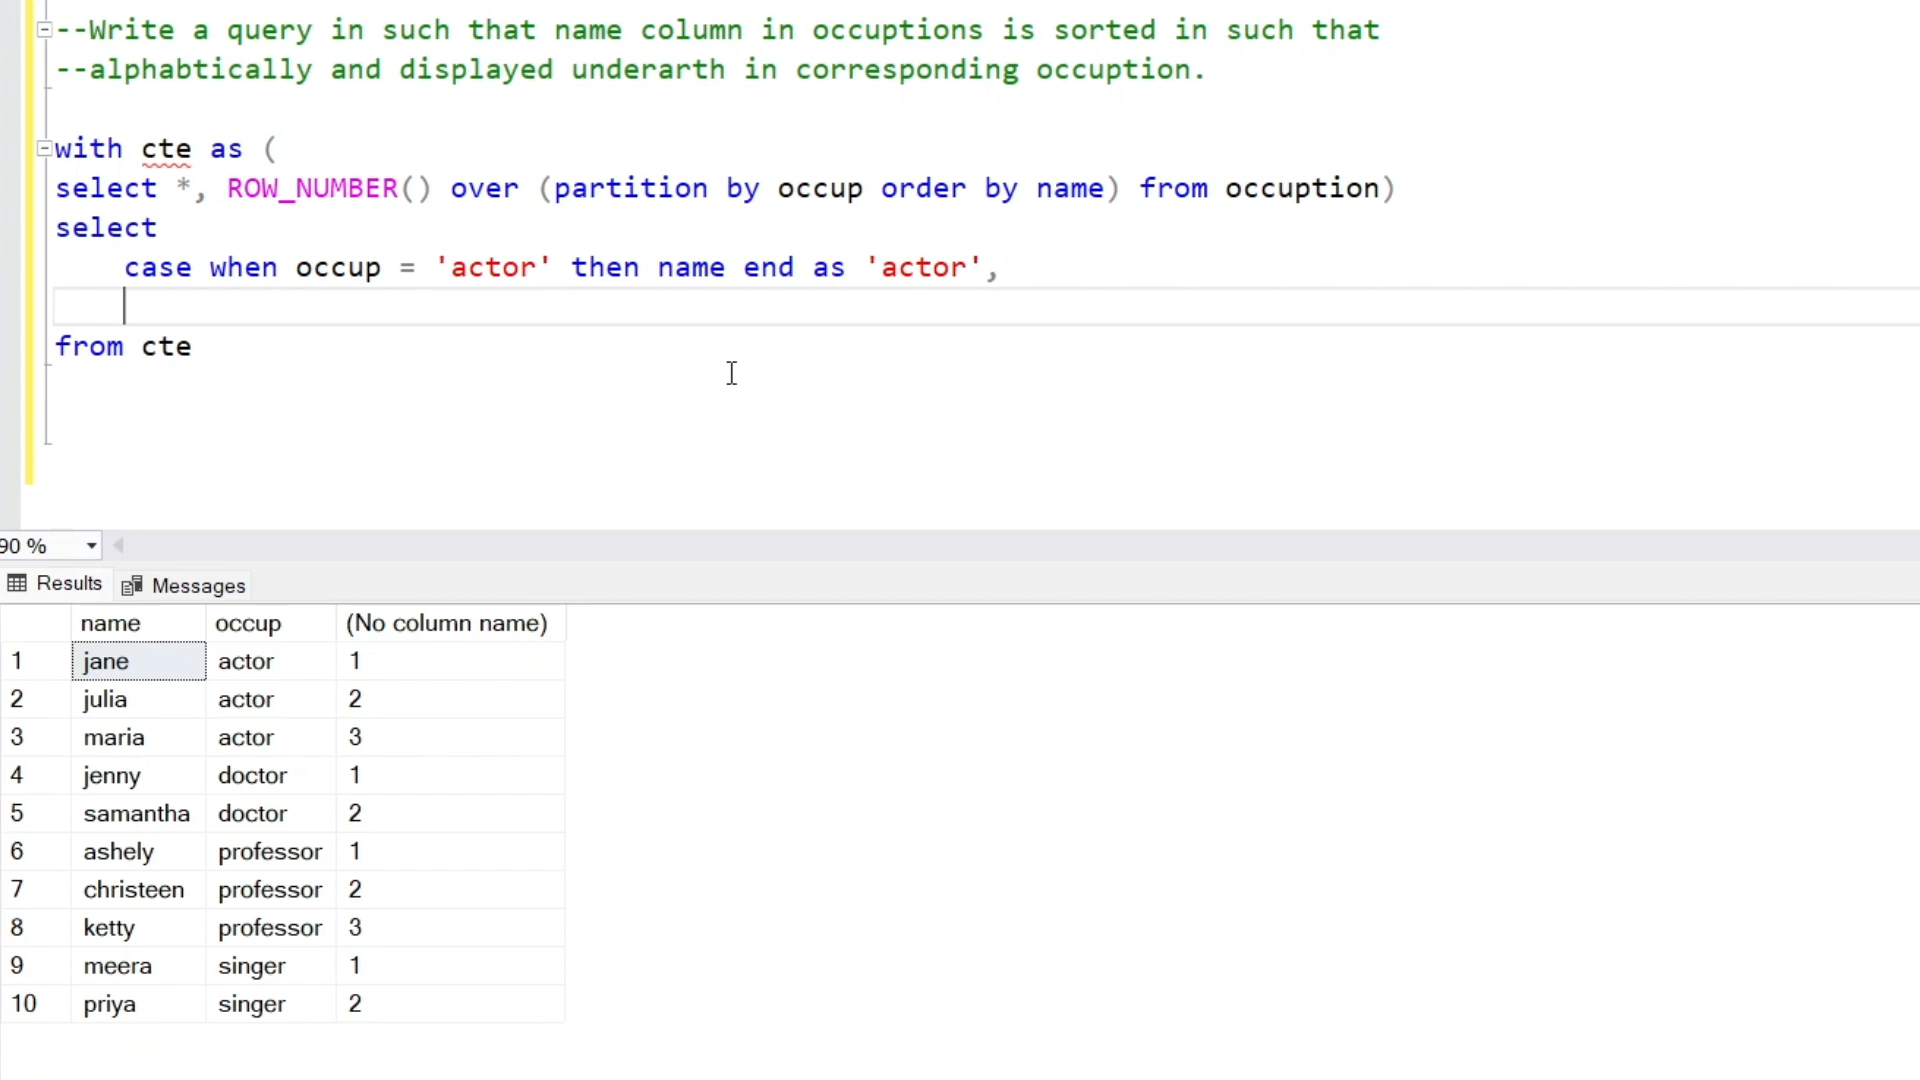 --Write a query in such that name column in occuptions is sorted in such that
--alphabtically and displayed underarth in corresponding occuption.
with cte as (
select *, ROW_NUMBER() over (partition by occup order by name) from occuption)
select
case when occup = 'actor' then name end as 'actor',
from cte
90 %
Results Messages
name occup (No column name)
1 jane actor 1
2 julia actor 2
3 maria actor 3
4 jenny doctor 1
5 samantha doctor 2
6 ashely professor 1
7 christeen professor 2
8 ketty professor 3
9 meera singer 1
10 priya singer 2